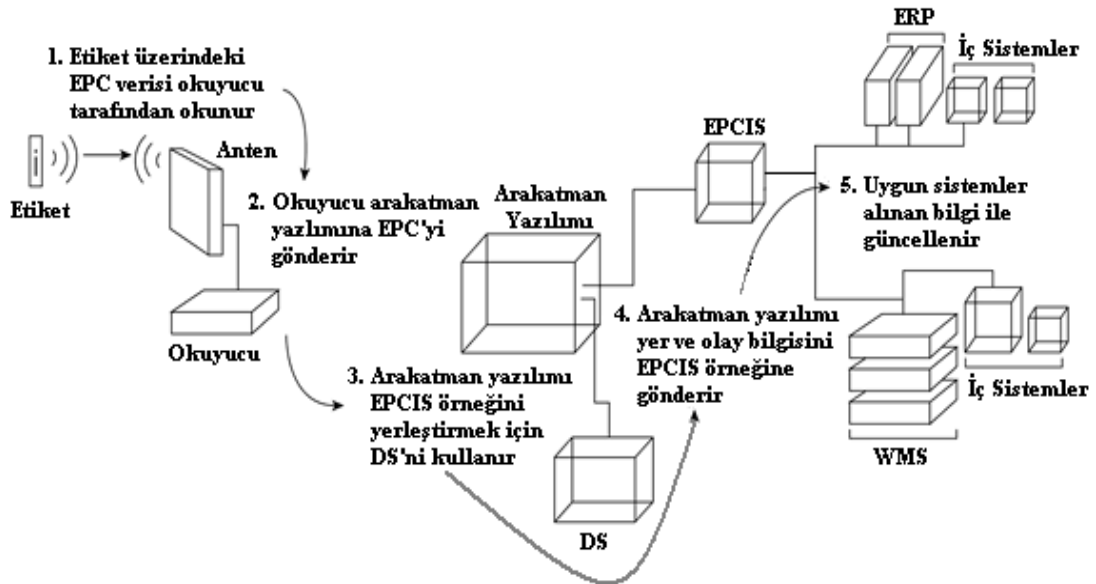 1. Etiket üzerindeki
EPC verisi okuyucu
tarafından okunur
Etiket
Anten
2. Okuyucu arakatman
yazlımına EPC'yi
gönderir
Okuyucu
Arakatman
Yazılımı
3. Arakatman yazılımı
EPCIS örneğini
yerleştirmek için
DS'ni kullanır
DS
4. Arakatman yazılımı
yer ve olay bilgisini
EPCIS örneğine
gönderir
EPCIS
ERP
İç Sistemler
5. Uygun sistemler
alınan bilgi ile
güncellenir
WMS
İç Sistemler